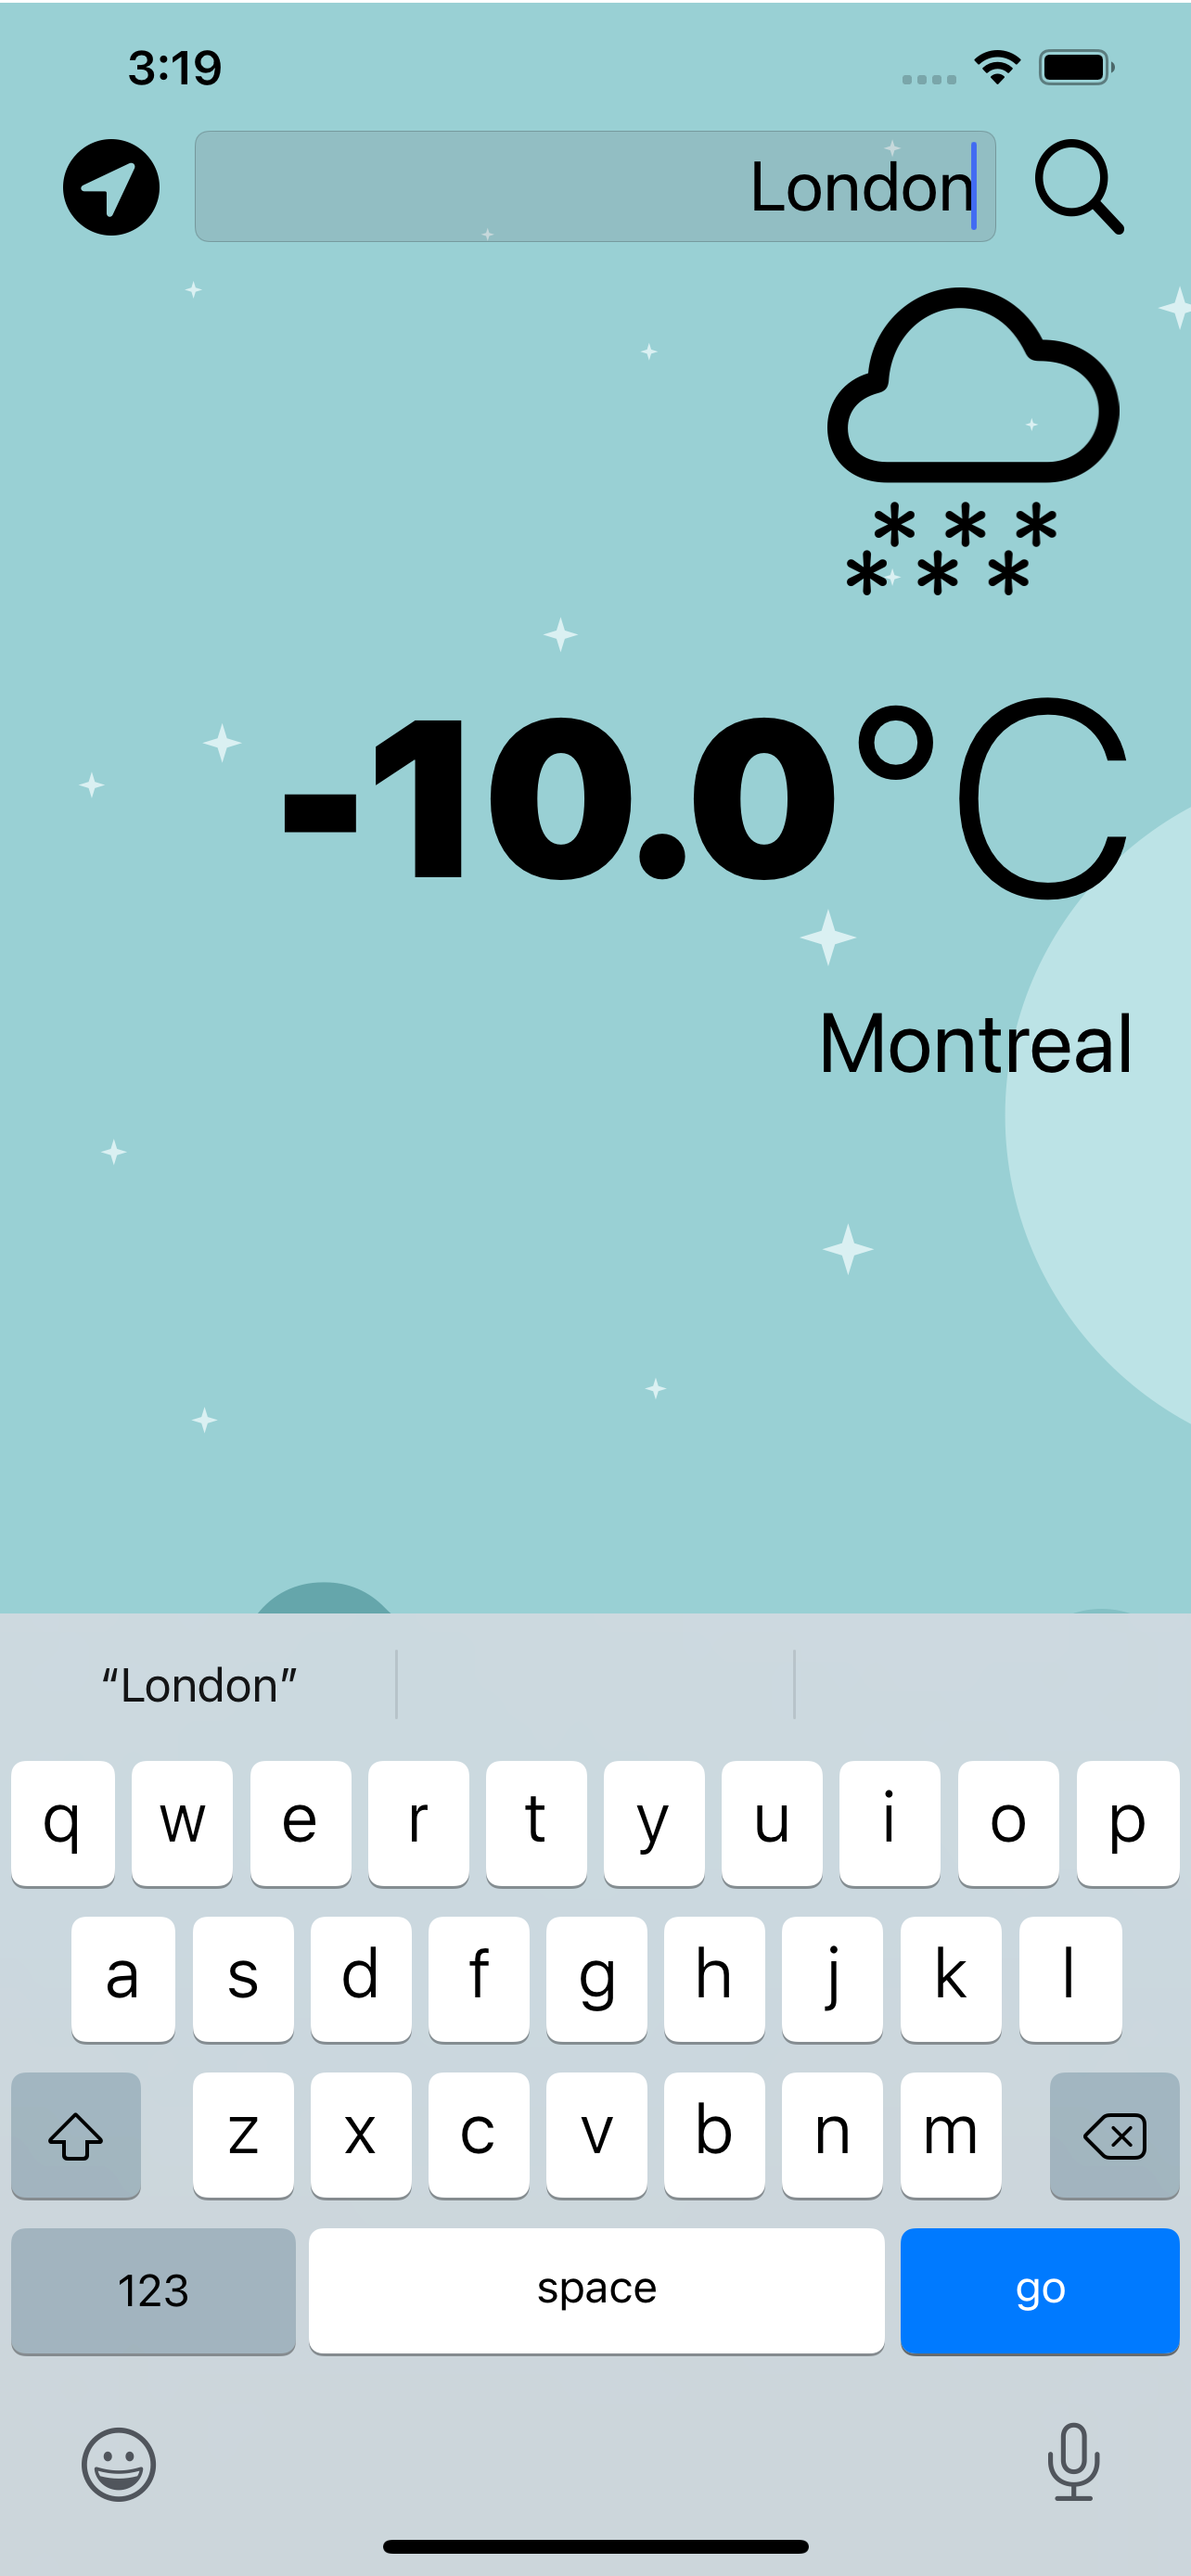 3:19
London
-10.0°C
Montreal
“London”
q w e r t y u i o p
a s d f g h j k l
z x c v b n m
123 space go